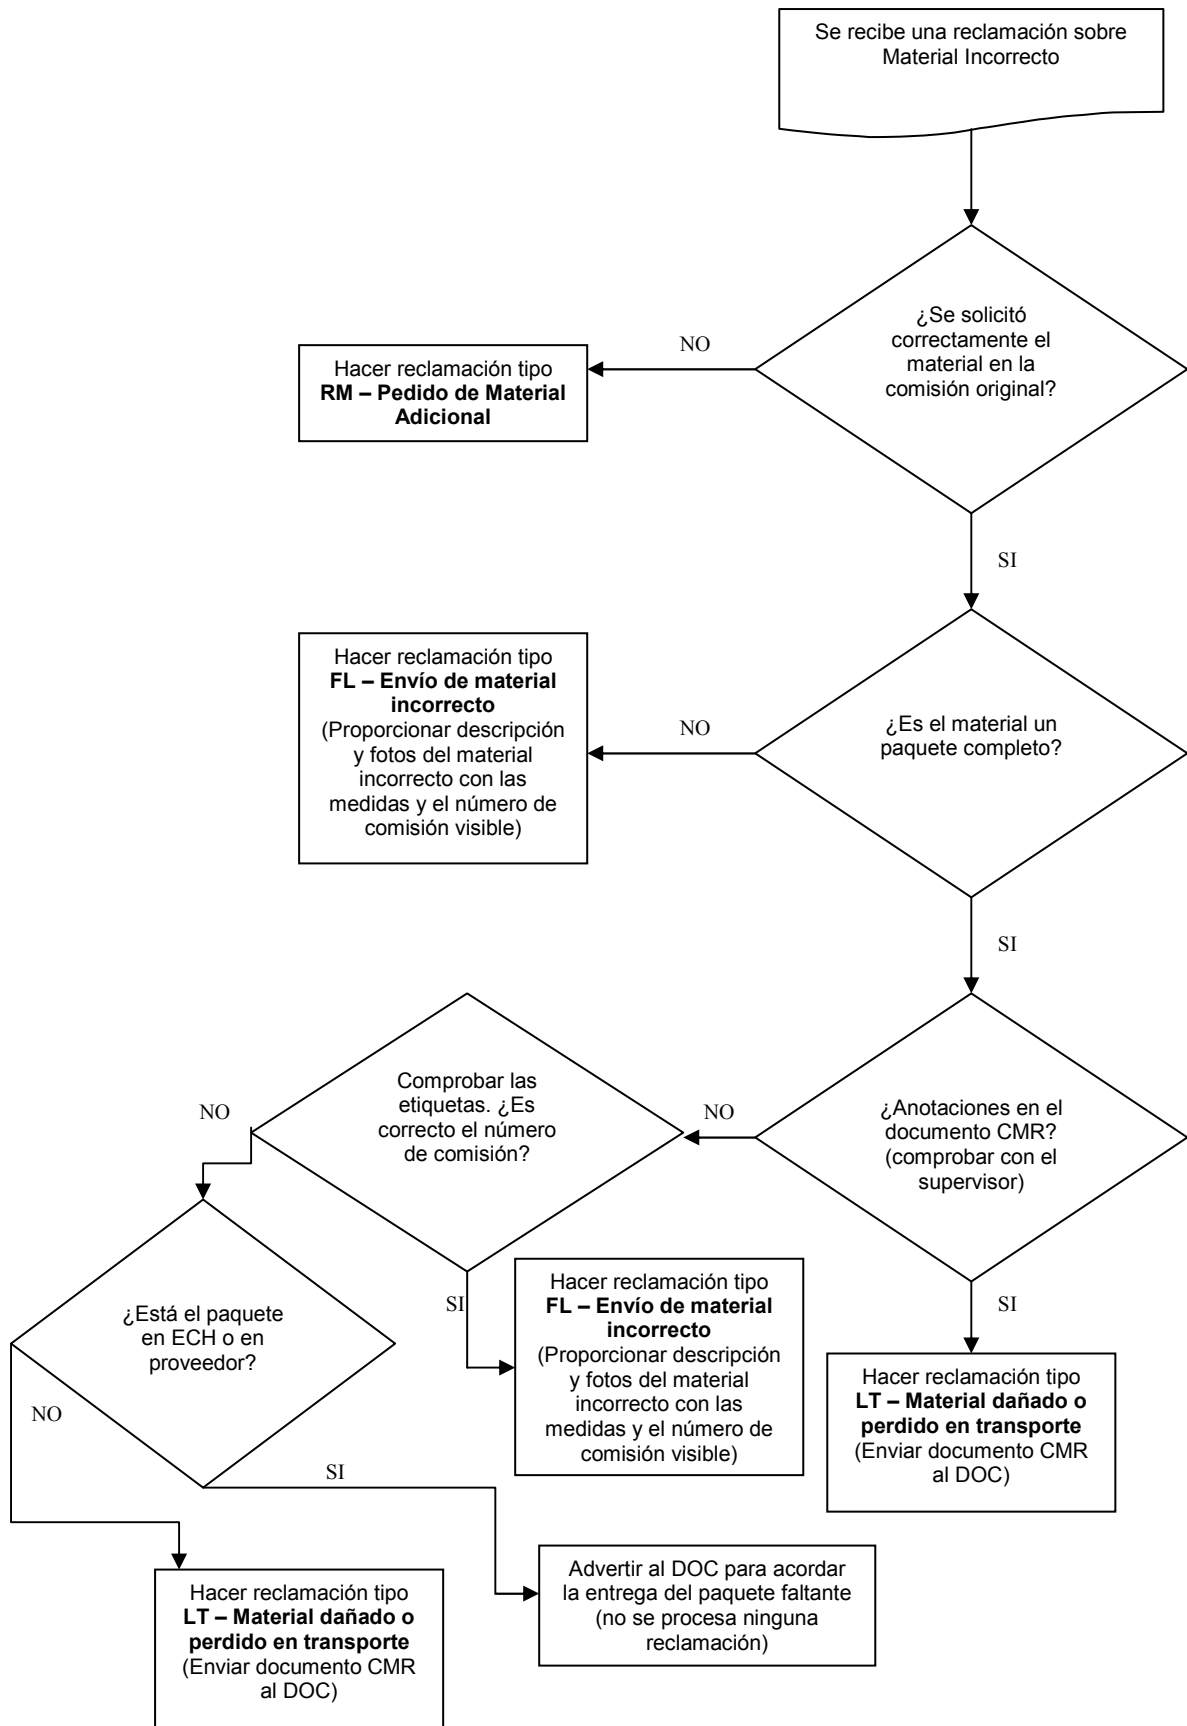 Se recibe una reclamación sobre
Material Incorrecto
¿Se solicitó
correctamente el
material en la
comisión original?
NO
Hacer reclamación tipo
RM – Pedido de Material
Adicional
SI
¿Es el material un
paquete completo?
NO
Hacer reclamación tipo
FL – Envío de material
incorrecto
(Proporcionar descripción
y fotos del material
incorrecto con las
medidas y el número de
comisión visible)
SI
¿Anotaciones en el
documento CMR?
(comprobar con el
supervisor)
NO
Comprobar las
etiquetas. ¿Es
correcto el número
de comisión?
NO
SI
Hacer reclamación tipo
FL – Envío de material
incorrecto
(Proporcionar descripción
y fotos del material
incorrecto con las
medidas y el número de
comisión visible)
SI
Hacer reclamación tipo
LT – Material dañado o
perdido en transporte
(Enviar documento CMR
al DOC)
¿Está el paquete
en ECH o en
proveedor?
NO
SI
Hacer reclamación tipo
LT – Material dañado o
perdido en transporte
(Enviar documento CMR
al DOC)
Advertir al DOC para acordar
la entrega del paquete faltante
(no se procesa ninguna
reclamación)